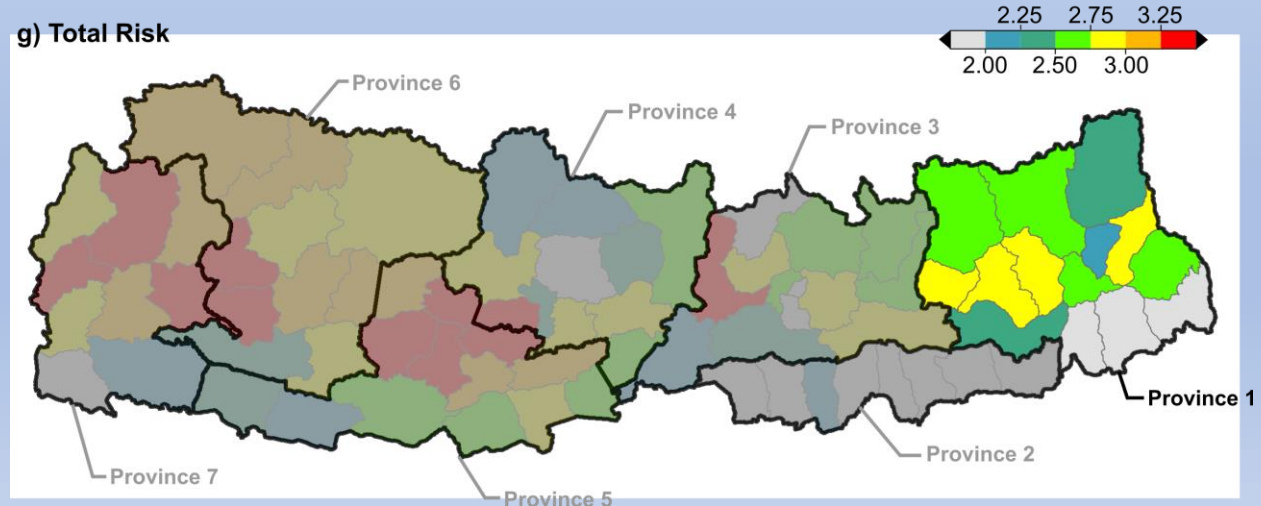 g) Total Risk
2.25 2.75 3.25
2.00 2.50 3.00
Province 6
Province 4
Province 3
Province 1
Province 2
Province 7
Province 5